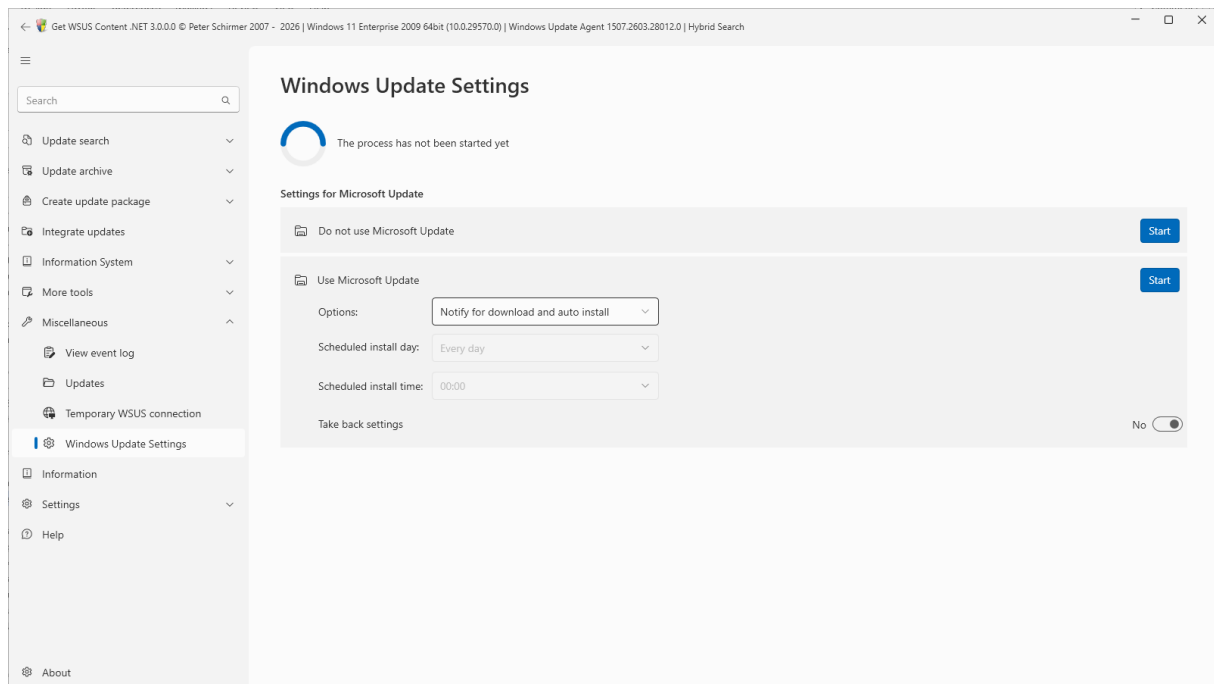 Get WSUS Content .NET 3.0.0.0 © Peter Schirmer 2007 - 2026 | Windows 11 Enterprise 2009 64bit (10.0.29570.0) | Windows Update Agent 1507.2603.28012.0 | Hybrid Search
Search
Update search
Update archive
Create update package
Integrate updates
Information System
More tools
Miscellaneous
View event log
Updates
Temporary WSUS connection
Windows Update Settings
Information
Settings
Help
About
Windows Update Settings
The process has not been started yet
Settings for Microsoft Update
Do not use Microsoft Update Start
Use Microsoft Update Start
Options: Notify for download and auto install
Scheduled install day: Every day
Scheduled install time: 00:00
Take back settings No